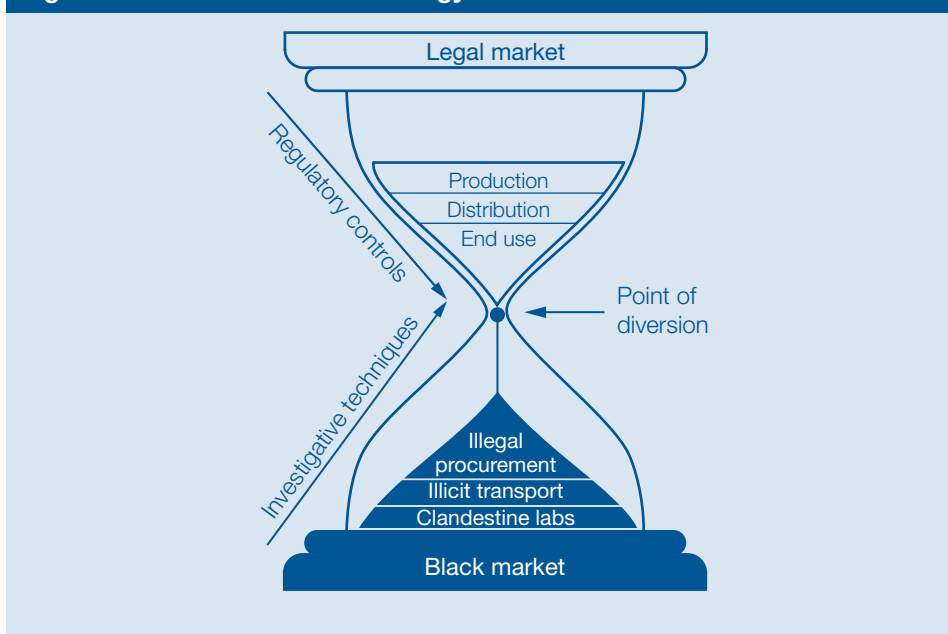 Legal market
Regulatory controls
Production
Distribution
End use
Point of
diversion
Investigative techniques
Illegal
procurement
Illicit transport
Clandestine labs
Black market